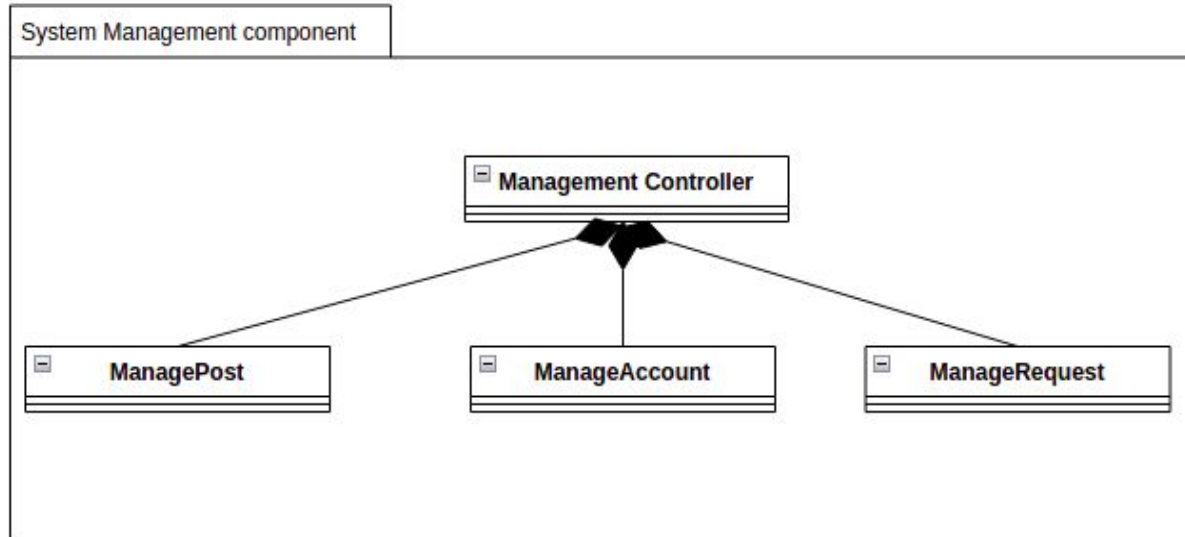 System Management component
Management Controller
ManagePost
ManageAccount
ManageRequest